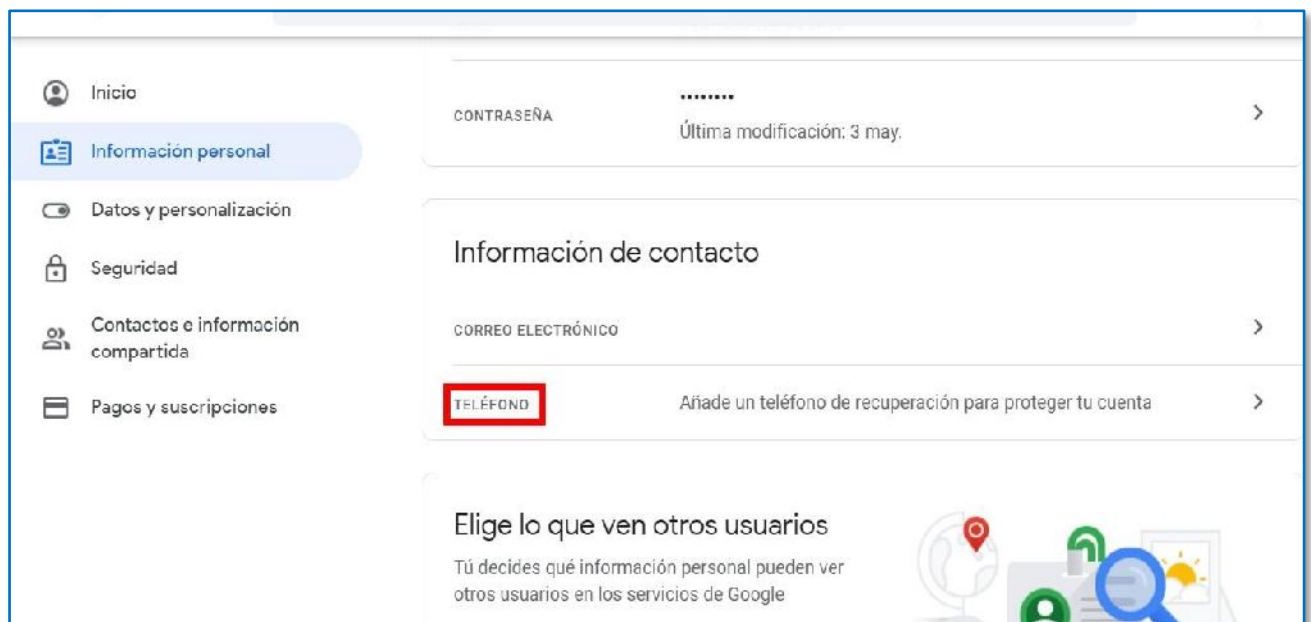 Inicio
Información personal
Datos y personalización
Seguridad
Contactos e información
compartida
Pagos y suscripciones
CONTRASEÑA
••••••••
Última modificación: 3 may.
Información de contacto
CORREO ELECTRÓNICO
TELÉFONO
Añade un teléfono de recuperación para proteger tu cuenta
Elige lo que ven otros usuarios
Tú decides qué información personal pueden ver
otros usuarios en los servicios de Google